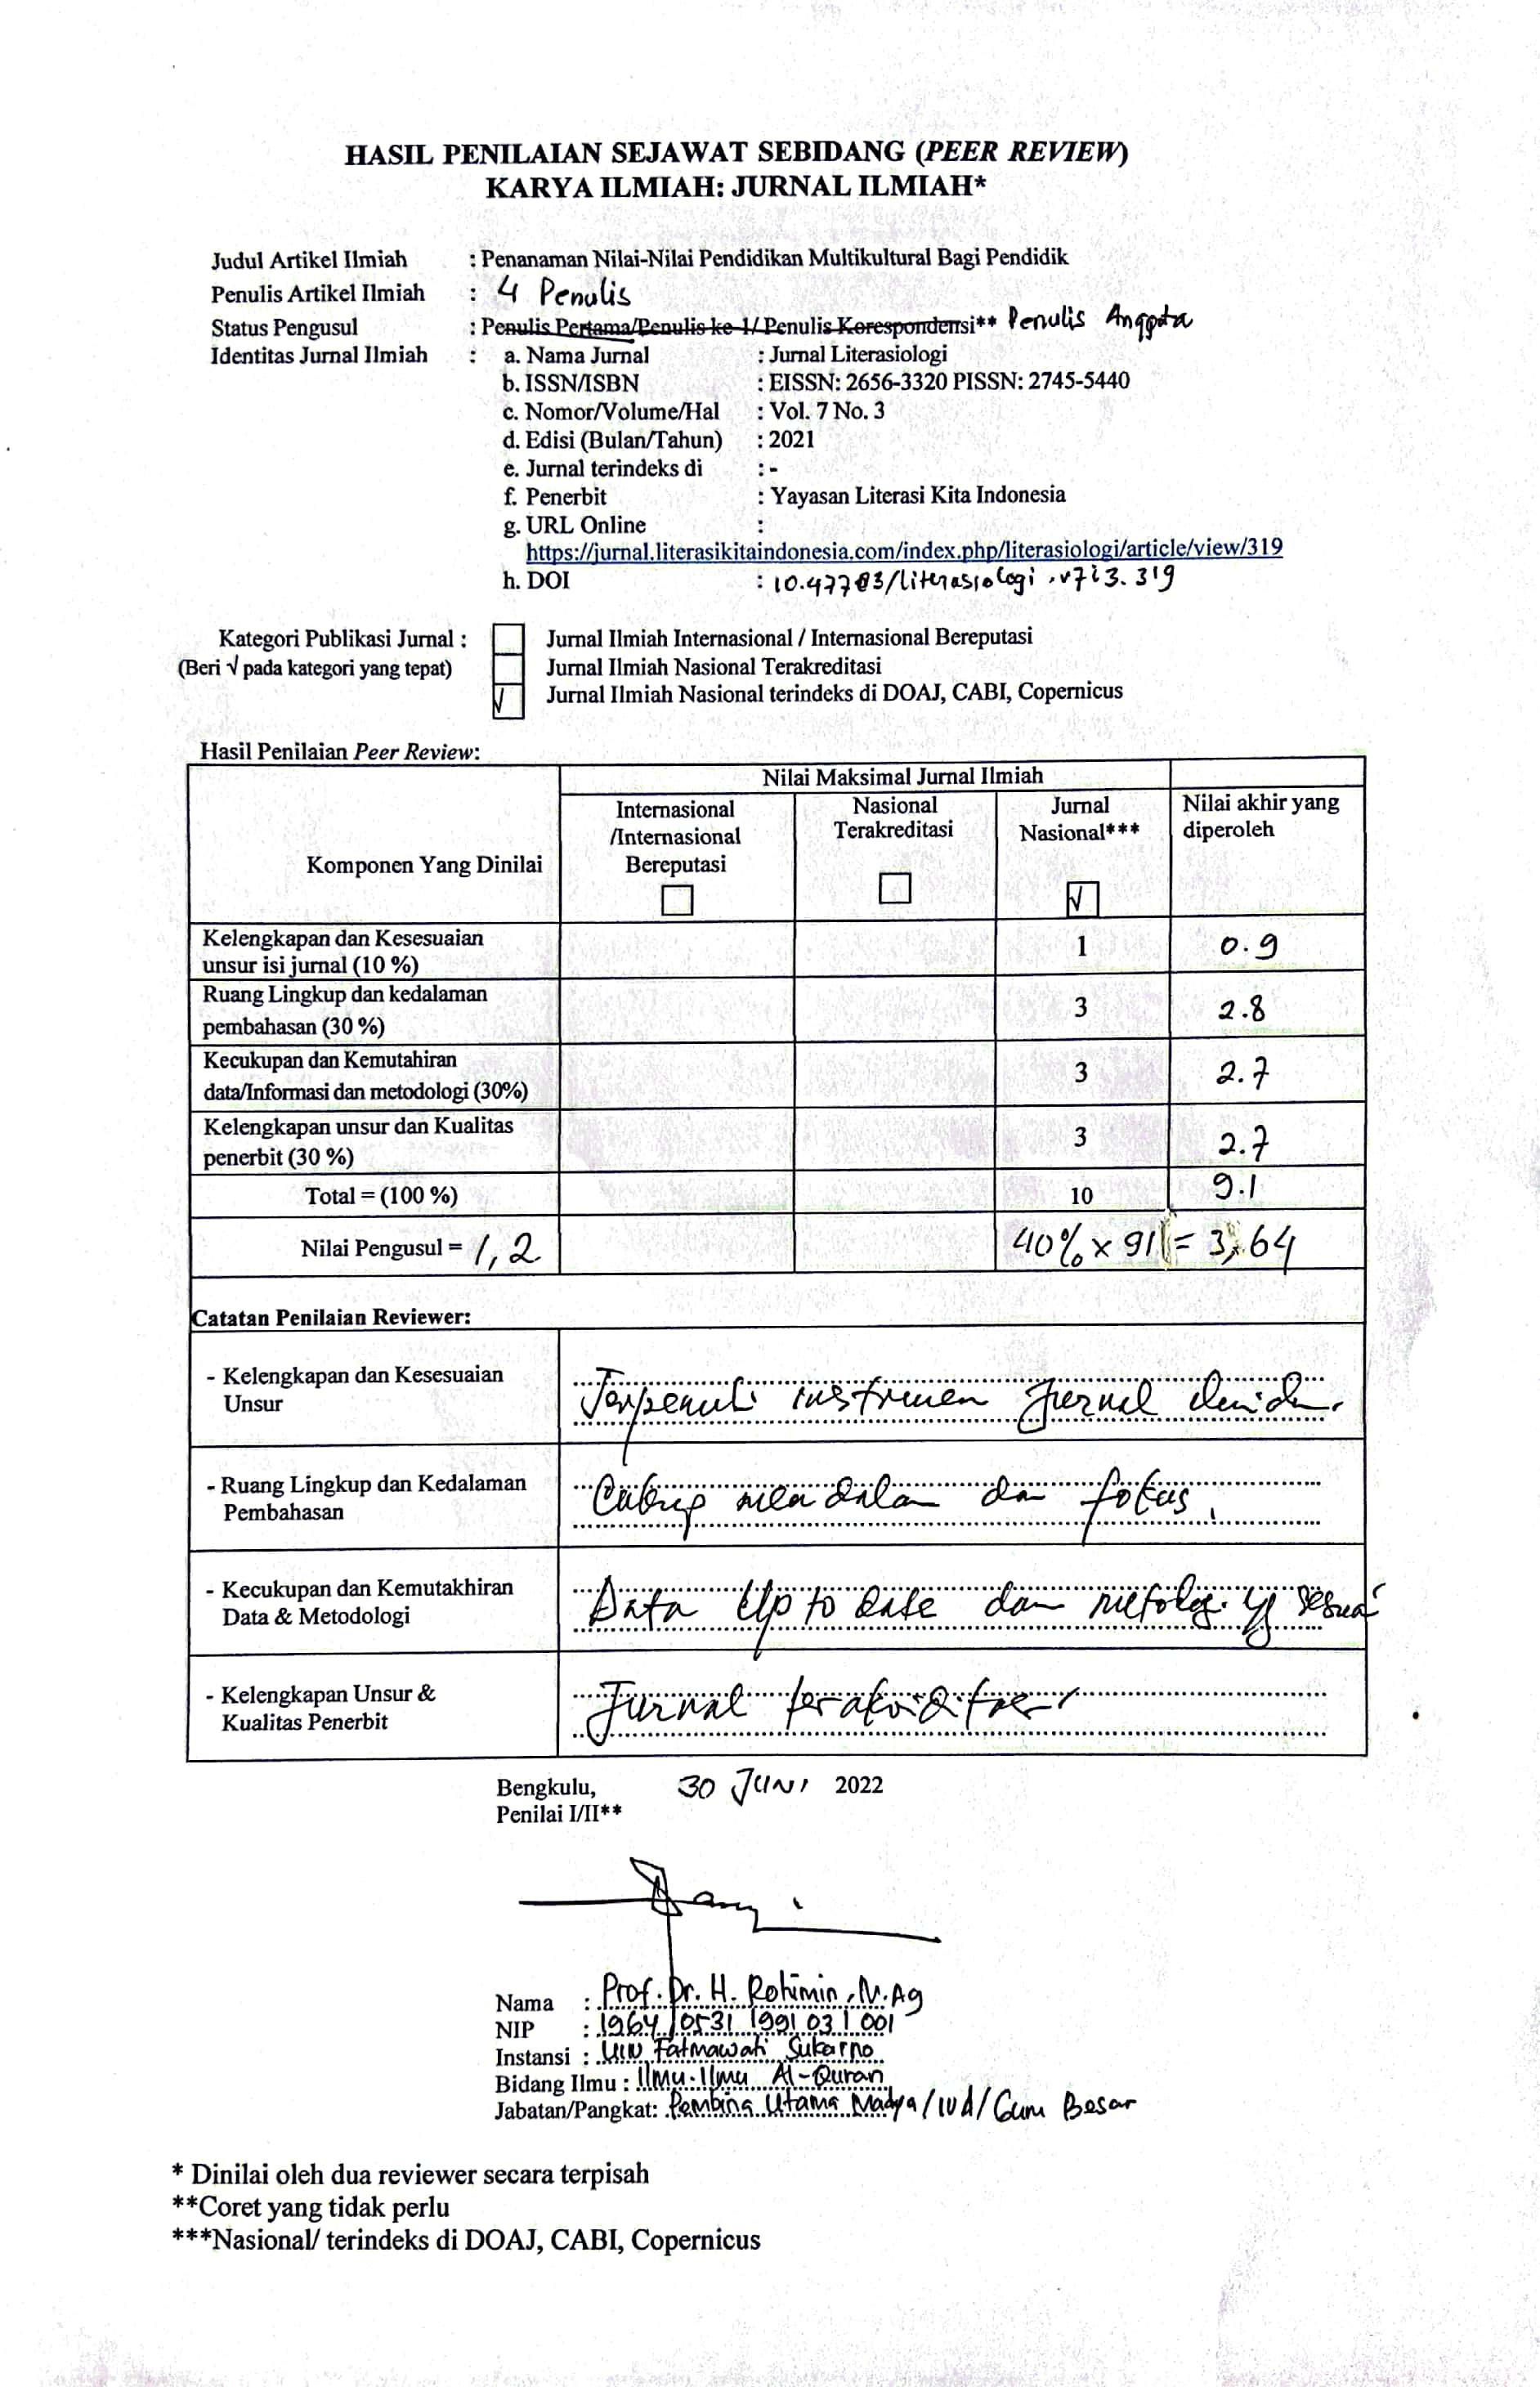 HASIL PENILAIAN SEJAWAT SEBIDANG (PEER REVIEW)
KARYA ILMIAH: JURNAL ILMIAH*
Judul Artikel Ilmiah : Penanaman Nilai-Nilai Pendidikan Multikultural Bagi Pendidik
Penulis Artikel Ilmiah : 4 Penulis
Status Pengusul : Penulis Pertama/Penulis ke-1/ Penulis Korespondensi** Penulis Anggota
Identitas Jurnal Ilmiah : a. Nama Jurnal : Jurnal Literasiologi
b. ISSN/ISBN : EISSN: 2656-3320 PISSN: 2745-5440
c. Nomor/Volume/Hal : Vol. 7 No. 3
d. Edisi (Bulan/Tahun) : 2021
e. Jurnal terindeks di : -
f. Penerbit : Yayasan Literasi Kita Indonesia
g. URL Online :
https://jurnal.literasikitaindonesia.com/index.php/literasiologi/article/view/319
h. DOI : 10.47783/literasiologi.v7i3.319
Kategori Publikasi Jurnal : Jurnal Ilmiah Internasional / Internasional Bereputasi
(Beri √ pada kategori yang tepat) Jurnal Ilmiah Nasional Terakreditasi
√ Jurnal Ilmiah Nasional terindeks di DOAJ, CABI, Copernicus
Hasil Penilaian Peer Review:
Nilai Maksimal Jurnal Ilmiah
Komponen Yang Dinilai
Internasional
/Internasional
Bereputasi
Nasional
Terakreditasi
Jurnal
Nasional***
√
Nilai akhir yang
diperoleh
Kelengkapan dan Kesesuaian
unsur isi jurnal (10 %) 1 0.9
Ruang Lingkup dan kedalaman
pembahasan (30 %) 3 2.8
Kecukupan dan Kemutahiran
data/Informasi dan metodologi (30%) 3 2.7
Kelengkapan unsur dan Kualitas
penerbit (30 %) 3 2.7
Total = (100 %) 10 9.1
Nilai Pengusul = 1,2 40% x 91 = 3,64
Catatan Penilaian Reviewer:
- Kelengkapan dan Kesesuaian
Unsur
Terpenuhi instrumen Jurnal
- Ruang Lingkup dan Kedalaman
Pembahasan
Cukup mendalam dan fokus.
- Kecukupan dan Kemutakhiran
Data & Metodologi
Data Up to date dan metologi yg sesuai
- Kelengkapan Unsur &
Kualitas Penerbit
Jurnal
Bengkulu, 30 JUNI 2022
Penilai I/II**
Nama : Prof. Dr. H. Rohimin, M.Ag
NIP : 1964 0531 1991 03 1 001
Instansi : UIN Fatmawati Sukarno
Bidang Ilmu : Ilmu-Ilmu Al-Quran
Jabatan/Pangkat: Pembina Utama Madya/IVd/Guru Besar
* Dinilai oleh dua reviewer secara terpisah
**Coret yang tidak perlu
***Nasional/ terindeks di DOAJ, CABI, Copernicus